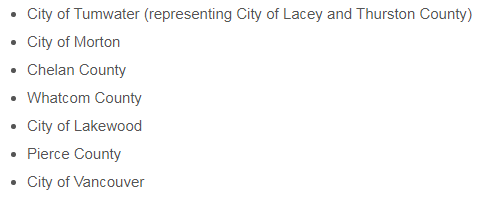 City of Tumwater (representing City of Lacey and Thurston County)
City of Morton
Chelan County
Whatcom County
City of Lakewood
Pierce County
City of Vancouver